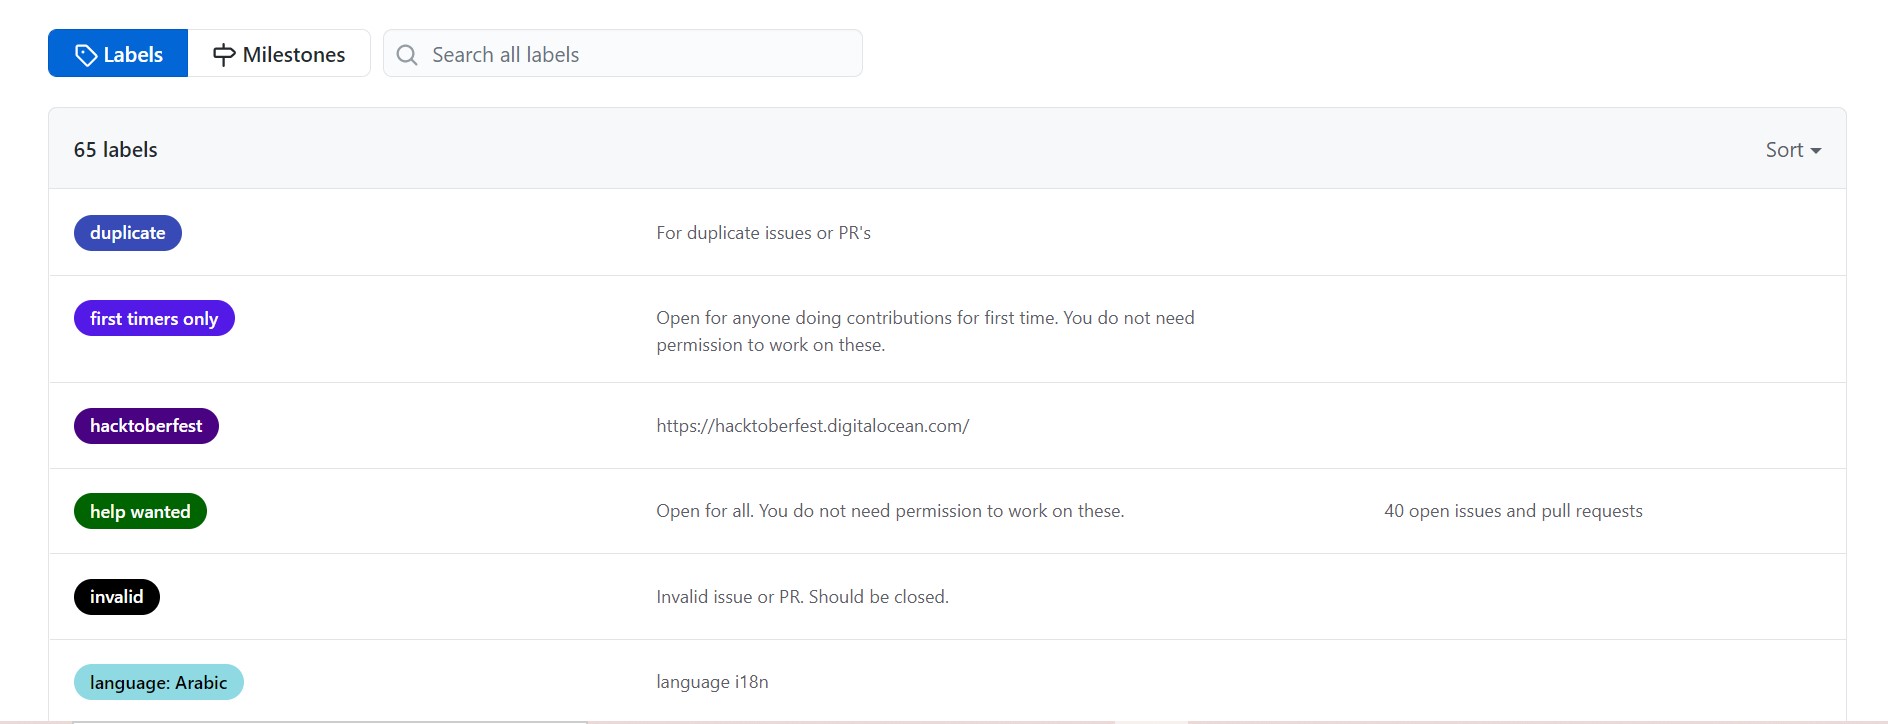 Labels
Milestones
Search all labels
65 labels
Sort
duplicate
For duplicate issues or PR's
first timers only
Open for anyone doing contributions for first time. You do not need
permission to work on these.
hacktoberfest
https://hacktoberfest.digitalocean.com/
help wanted
Open for all. You do not need permission to work on these.
40 open issues and pull requests
invalid
Invalid issue or PR. Should be closed.
language: Arabic
language i18n